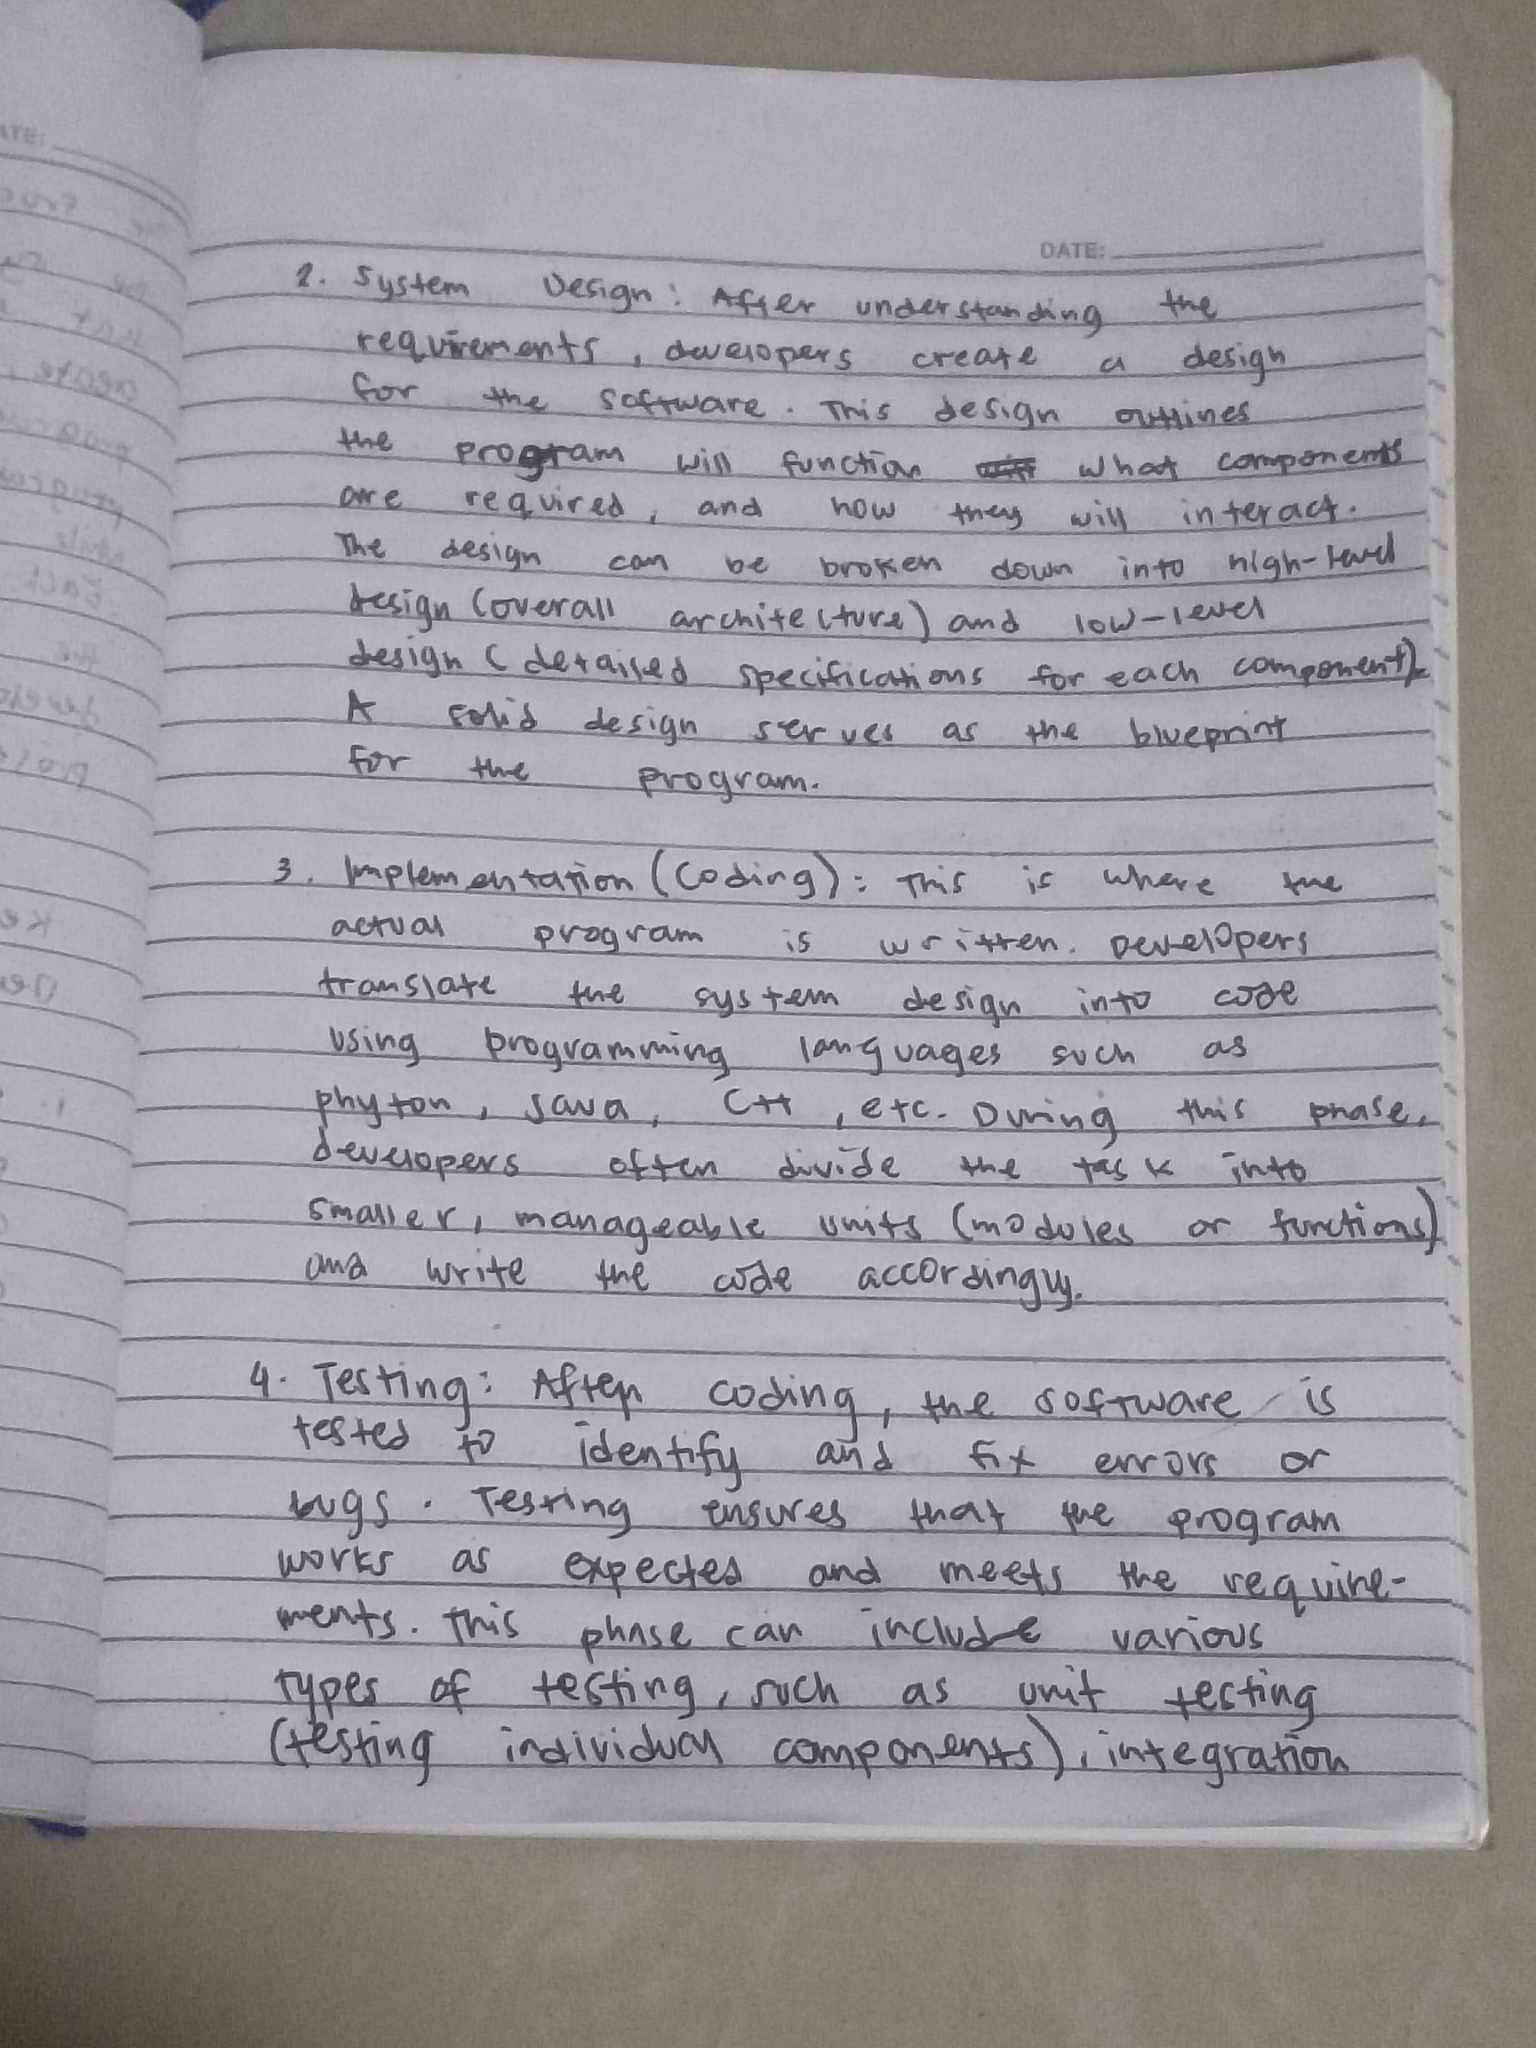 DATE:
2. System Design: After understanding the
requirements, developers create a design
for the software. This design outlines
the program will function what components
are required, and how they will interact.
The design can be broken down into high-level
design (overall architecture) and low-level
design (detailed specifications for each component).
A solid design serves as the blueprint
for the program.
3. Implementation (Coding): This is where the
actual program is written. Developers
translate the system design into code
using programming languages such as
phyton, Java, C++, etc. During this phase,
developers often divide the task into
smaller, manageable units (modules or functions)
and write the code accordingly.
4. Testing: After coding, the software is
tested to identify and fix errors or
bugs. Testing ensures that the program
works as expected and meets the require-
ments. This phase can include various
types of testing, such as unit testing
(testing individual components), integration